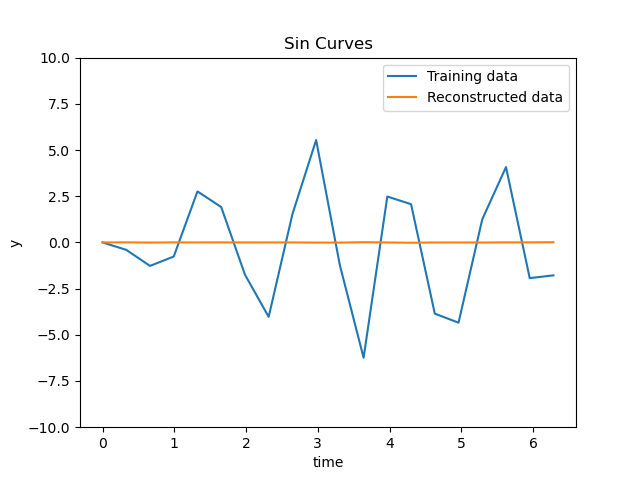 Sin Curves
Training data
Reconstructed data
10.0
7.5
5.0
2.5
0.0
−2.5
−5.0
−7.5
−10.0
y
0 1 2 3 4 5 6
time